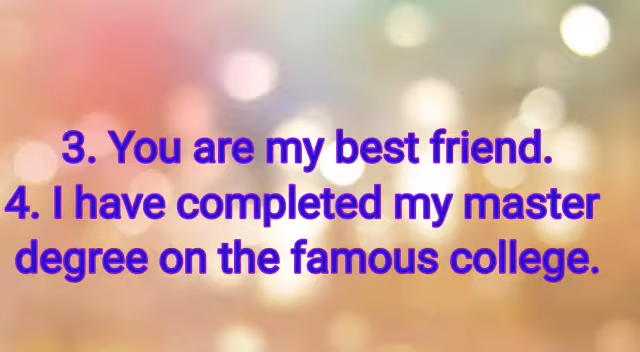 3. You are my best friend.
4. I have completed my master
degree on the famous college.